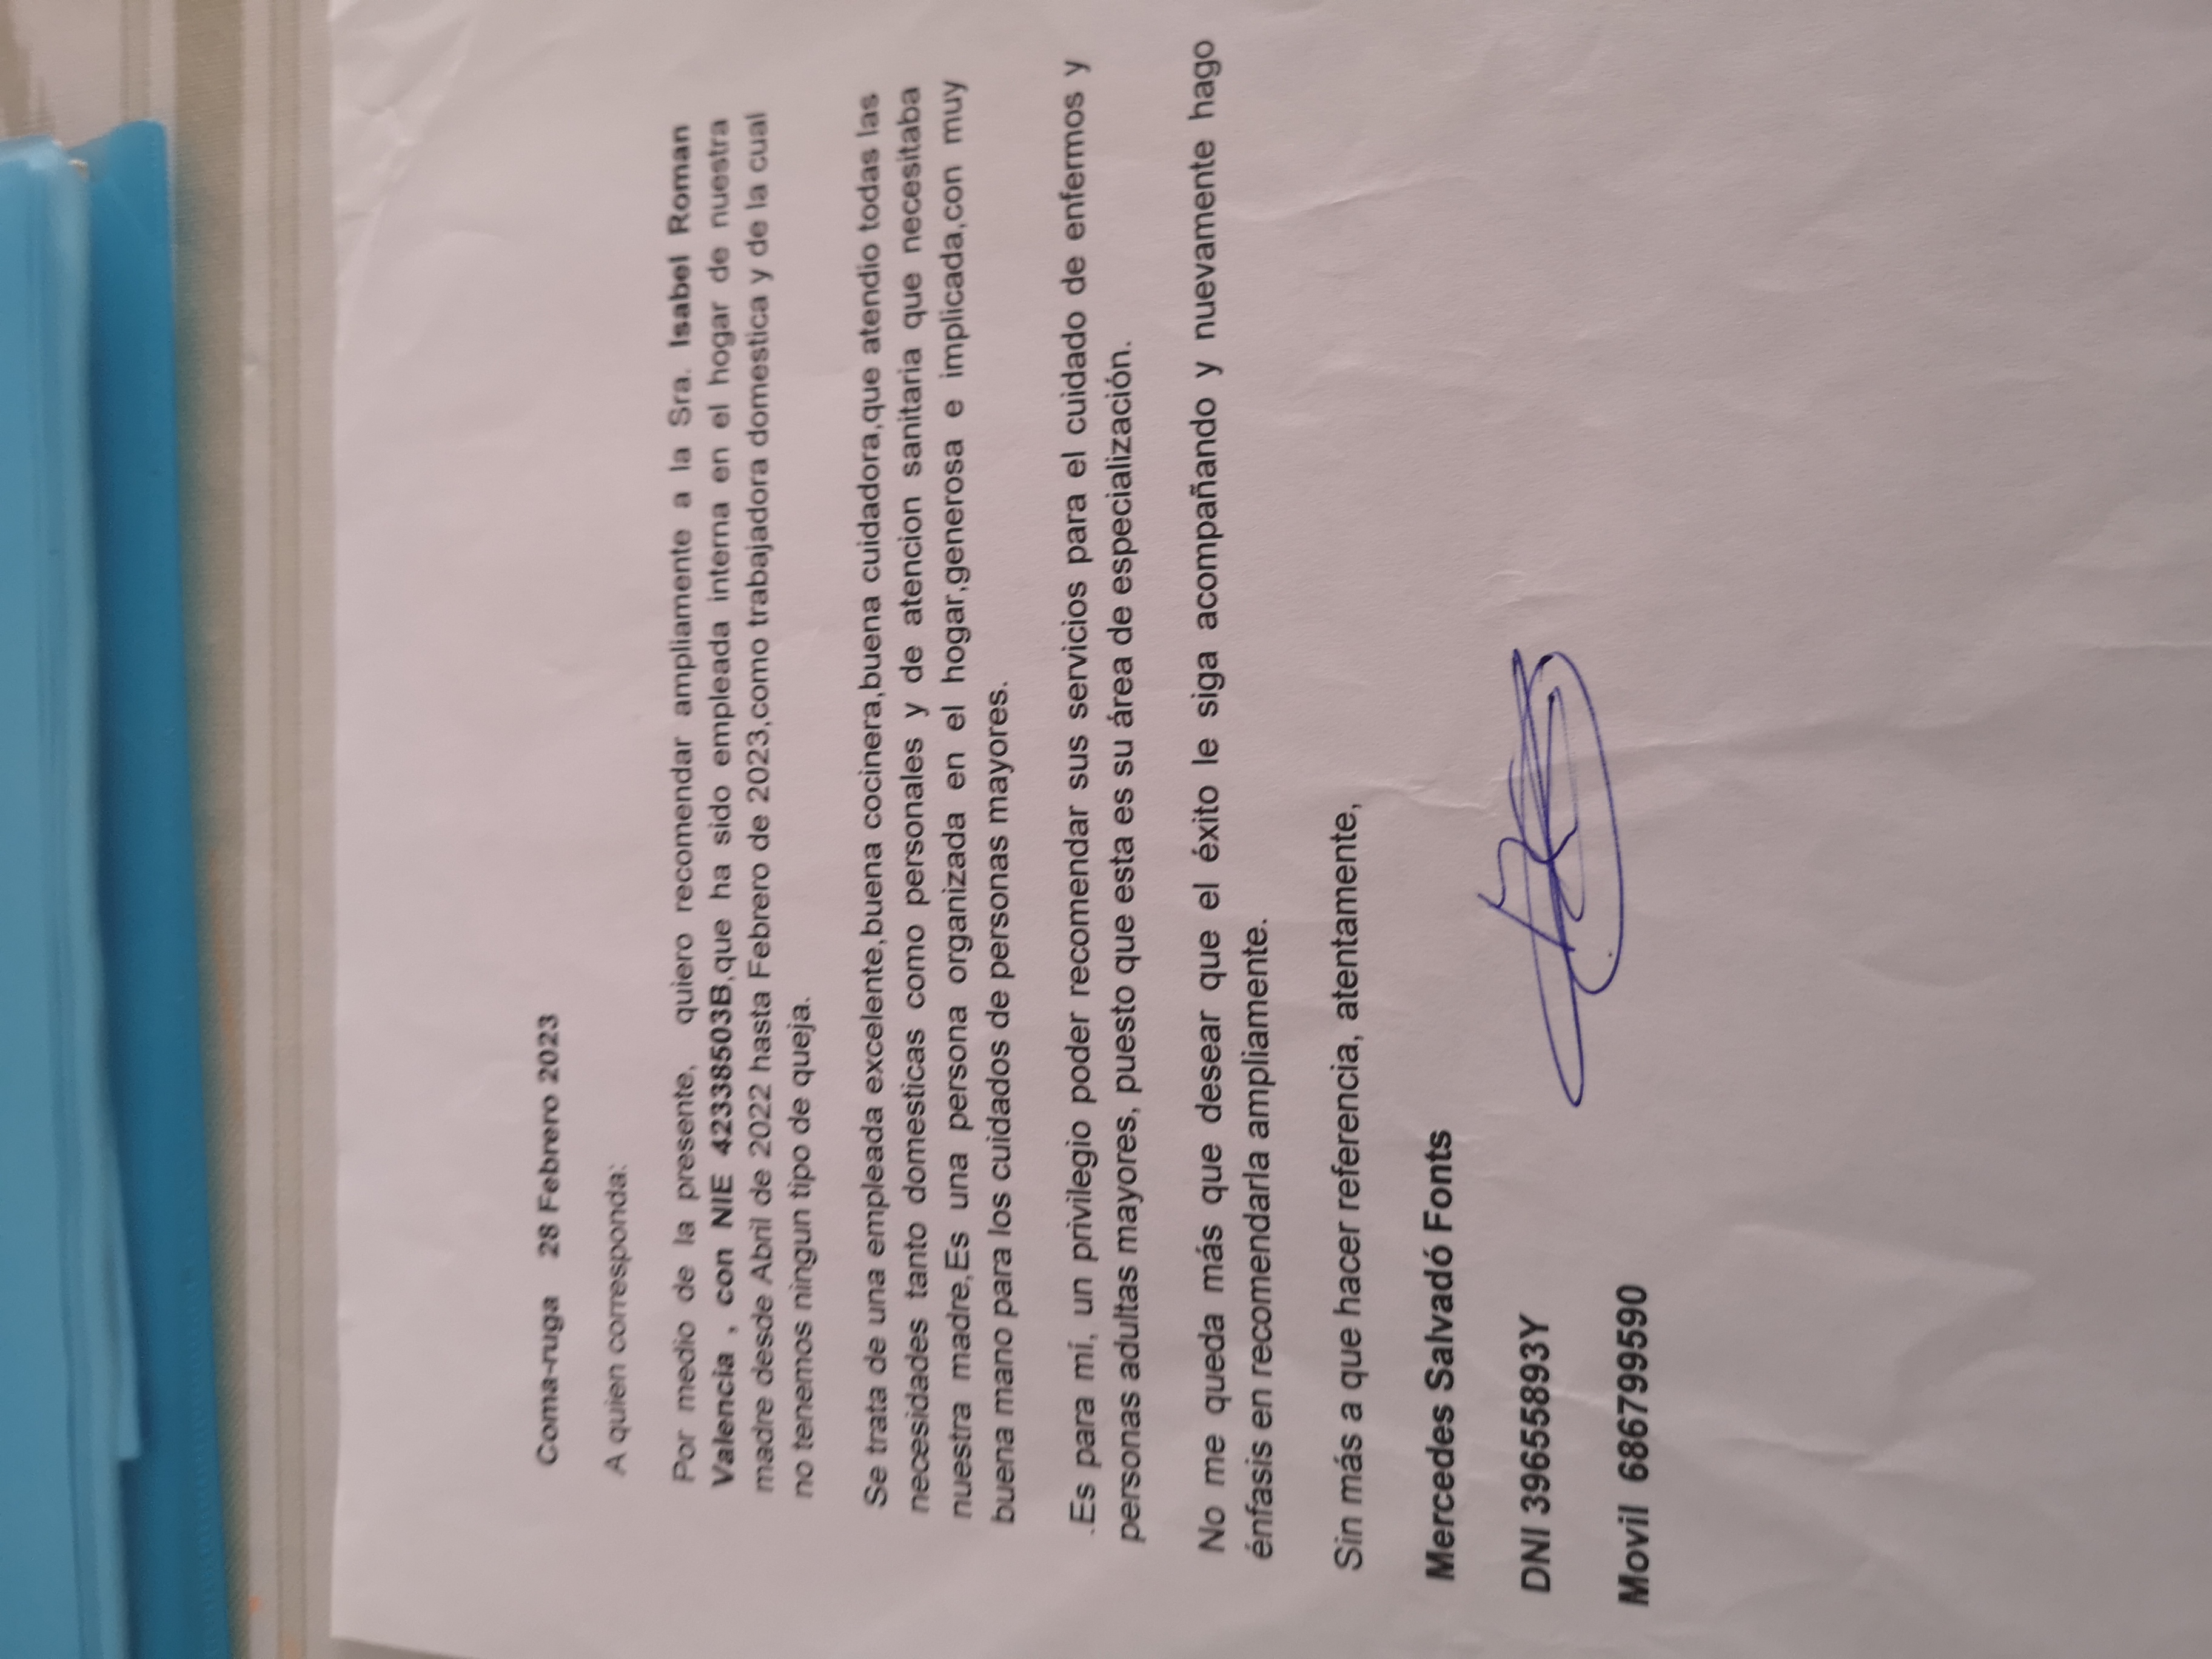 Coma-ruga 28 Febrero 2023
A quien corresponda:
Por medio de la presente, quiero recomendar ampliamente a la Sra. Isabel Roman
Valencia , con NIE 42338503B,que ha sido empleada interna en el hogar de nuestra
madre desde Abril de 2022 hasta Febrero de 2023,como trabajadora domestica y de la cual
no tenemos ningun tipo de queja.
Se trata de una empleada excelente,buena cocinera,buena cuidadora,que atendio todas las
necesidades tanto domesticas como personales y de atencion sanitaria que necesitaba
nuestra madre,Es una persona organizada en el hogar,generosa e implicada,con muy
buena mano para los cuidados de personas mayores.
.Es para mí, un privilegio poder recomendar sus servicios para el cuidado de enfermos y
personas adultas mayores, puesto que esta es su área de especialización.
No me queda más que desear que el éxito le siga acompañando y nuevamente hago
énfasis en recomendarla ampliamente.
Sin más a que hacer referencia, atentamente,
Mercedes Salvadó Fonts
DNI 39655893Y
Movil 686799590